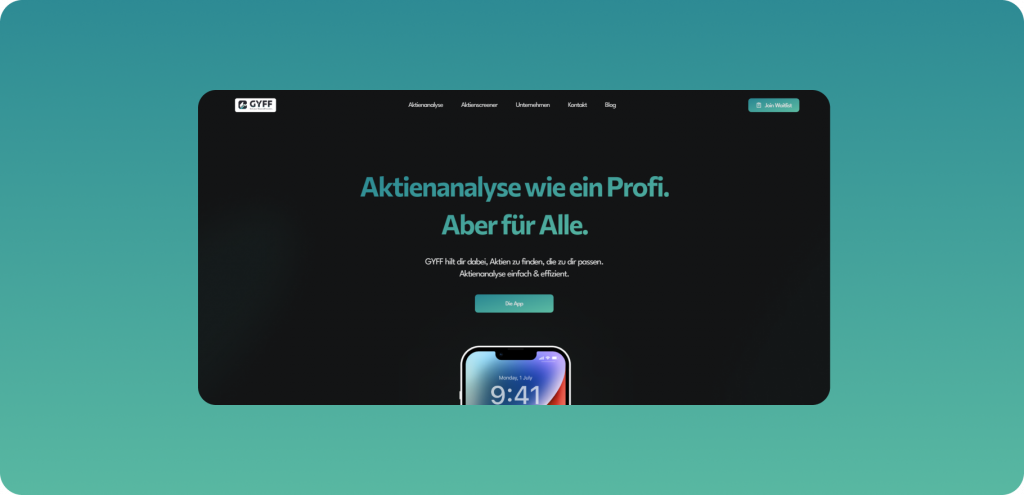 GYFF
Aktienanalyse
Aktienscreener
Unternehmen
Kontakt
Blog
Join Waitlist
Aktienanalyse wie ein Profi.
Aber für Alle.
GYFF hilt dir dabei, Aktien zu finden, die zu dir passen.
Aktienanalyse einfach & effizient.
Die App
Monday, 1 July
9:41